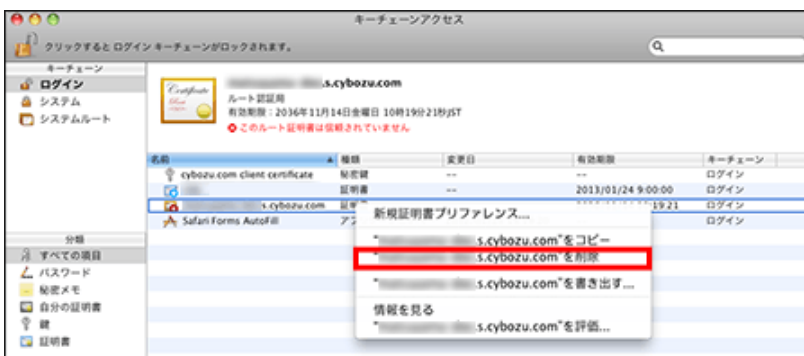 キーチェーンアクセス
クリックすると ログイン キーチェーンがロックされます。
キーチェーン
ログイン
システム
システムルート
Certificate
.s.cybozu.com
ルート認証局
有効期限：2036年11月14日金曜日 10時19分21秒JST
このルート証明書は信頼されていません
名前 種類 変更日 有効期限 キーチェーン
cybozu.com client certificate 秘密鍵 -- -- ログイン
証明書 -- 2013/01/24 9:00:00 ログイン
s.cybozu.com 19:21 ログイン
Safari Forms AutoFill ログイン
新規証明書プリファレンス...
" .s.cybozu.com"をコピー
" .s.cybozu.com"を削除
" .s.cybozu.com"を書き出す...
情報を見る
" .s.cybozu.com"を評価...
分類
すべての項目
パスワード
秘密メモ
自分の証明書
鍵
証明書